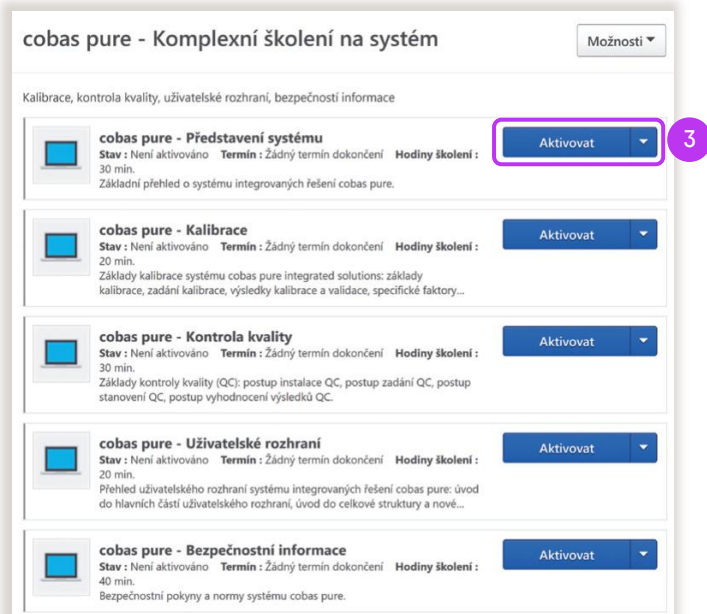 cobas pure - Komplexní školení na systém
Možnosti
Kalibrace, kontrola kvality, uživatelské rozhraní, bezpečností informace
cobas pure - Představení systému
Stav : Není aktivováno Termín : Žádný termín dokončení Hodiny školení :
30 min.
Základní přehled o systému integrovaných řešení cobas pure.
Aktivovat
3
cobas pure - Kalibrace
Stav : Není aktivováno Termín : Žádný termín dokončení Hodiny školení :
20 min.
Základy kalibrace systému cobas pure integrated solutions: základy
kalibrace, zadání kalibrace, výsledky kalibrace a validace, specifické faktory...
Aktivovat
cobas pure - Kontrola kvality
Stav : Není aktivováno Termín : Žádný termín dokončení Hodiny školení :
30 min.
Základy kontroly kvality (QC): postup instalace QC, postup zadání QC, postup
stanovení QC, postup vyhodnocení výsledků QC.
Aktivovat
cobas pure - Uživatelské rozhraní
Stav : Není aktivováno Termín : Žádný termín dokončení Hodiny školení :
20 min.
Přehled uživatelského rozhraní systému integrovaných řešení cobas pure: úvod
do hlavních částí uživatelského rozhraní, úvod do celkové struktury a nové...
Aktivovat
cobas pure - Bezpečnostní informace
Stav : Není aktivováno Termín : Žádný termín dokončení Hodiny školení :
40 min.
Bezpečnostní pokyny a normy systému cobas pure.
Aktivovat